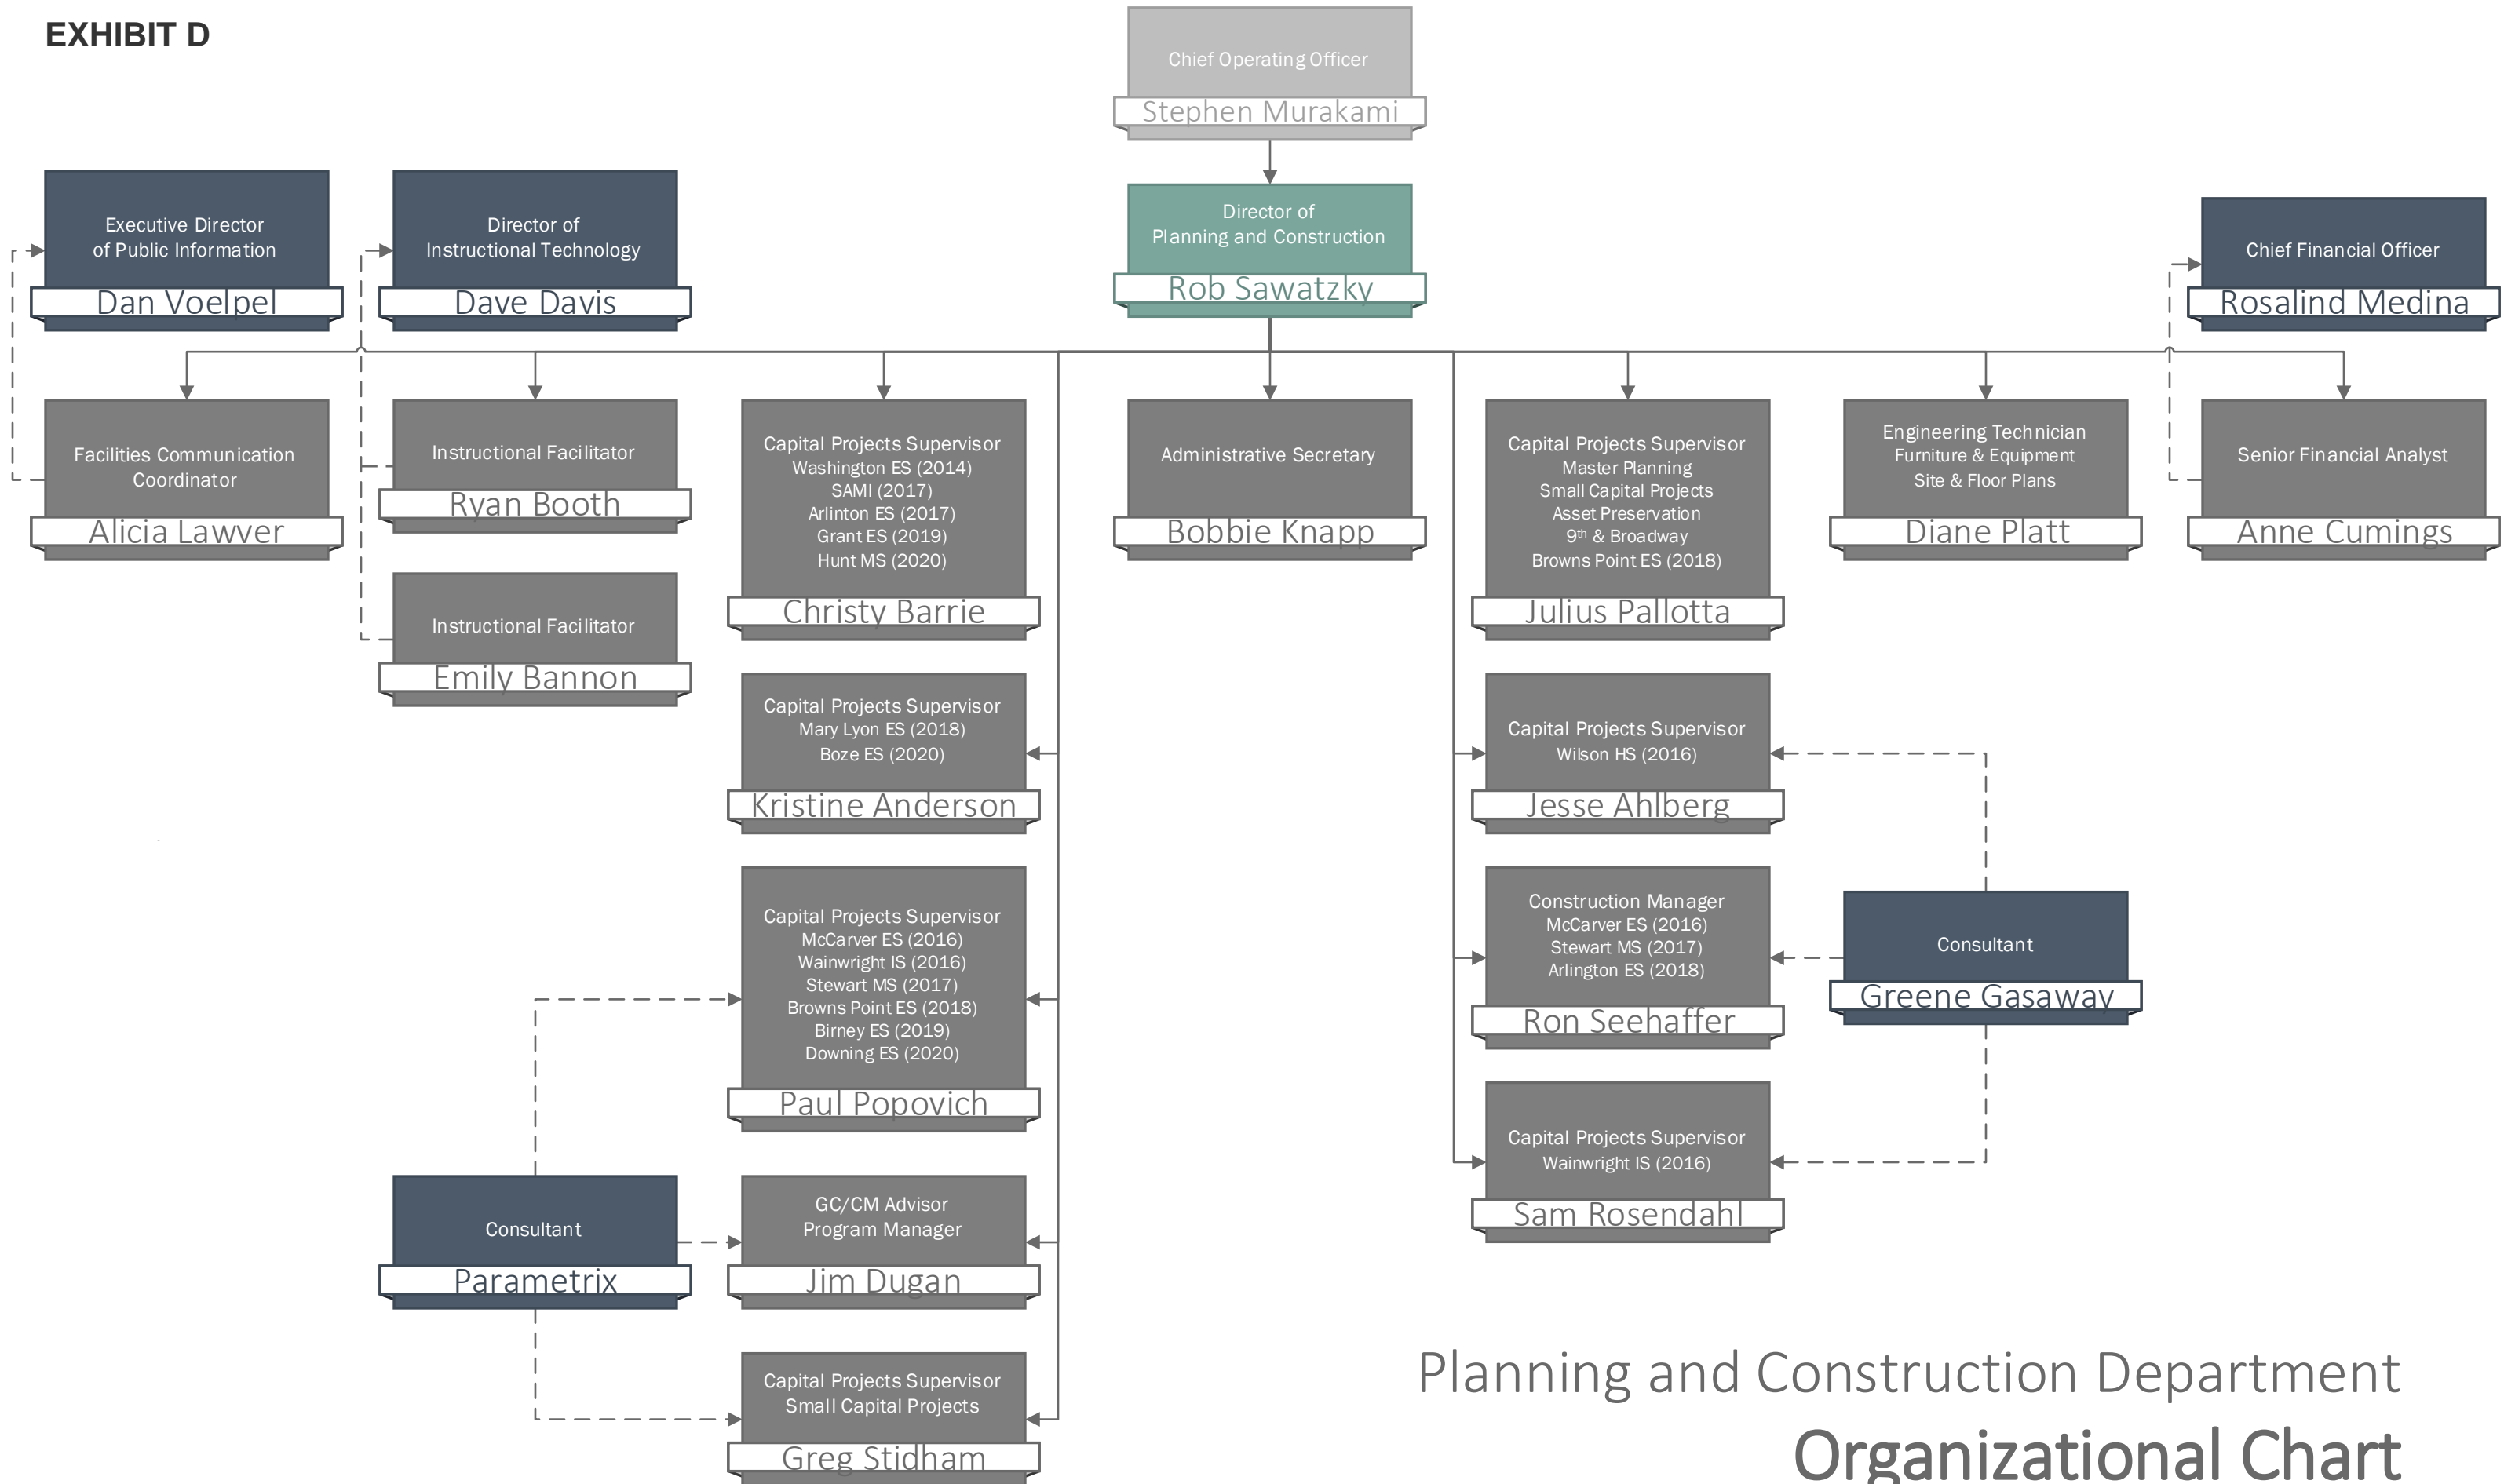 EXHIBIT D
Chief Operating Officer
Stephen Murakami
Executive Director
of Public Information
Dan Voelpel
Director of
Instructional Technology
Dave Davis
Director of
Planning and Construction
Rob Sawatzky
Chief Financial Officer
Rosalind Medina
Facilities Communication
Coordinator
Alicia Lawver
Instructional Facilitator
Ryan Booth
Instructional Facilitator
Emily Bannon
Capital Projects Supervisor
Washington ES (2014)
SAMI (2017)
Arlinton ES (2017)
Grant ES (2019)
Hunt MS (2020)
Christy Barrie
Administrative Secretary
Bobbie Knapp
Capital Projects Supervisor
Master Planning
Small Capital Projects
Asset Preservation
9th & Broadway
Browns Point ES (2018)
Julius Pallotta
Engineering Technician
Furniture & Equipment
Site & Floor Plans
Diane Platt
Senior Financial Analyst
Anne Cumings
Capital Projects Supervisor
Mary Lyon ES (2018)
Boze ES (2020)
Kristine Anderson
Capital Projects Supervisor
Wilson HS (2016)
Jesse Ahlberg
Capital Projects Supervisor
McCarver ES (2016)
Wainwright IS (2016)
Stewart MS (2017)
Browns Point ES (2018)
Birney ES (2019)
Downing ES (2020)
Paul Popovich
Construction Manager
McCarver ES (2016)
Stewart MS (2017)
Arlington ES (2018)
Ron Seehaffer
Consultant
Greene Gasaway
Capital Projects Supervisor
Wainwright IS (2016)
Sam Rosendahl
Consultant
Parametrix
GC/CM Advisor
Program Manager
Jim Dugan
Capital Projects Supervisor
Small Capital Projects
Greg Stidham
Planning and Construction Department
Organizational Chart